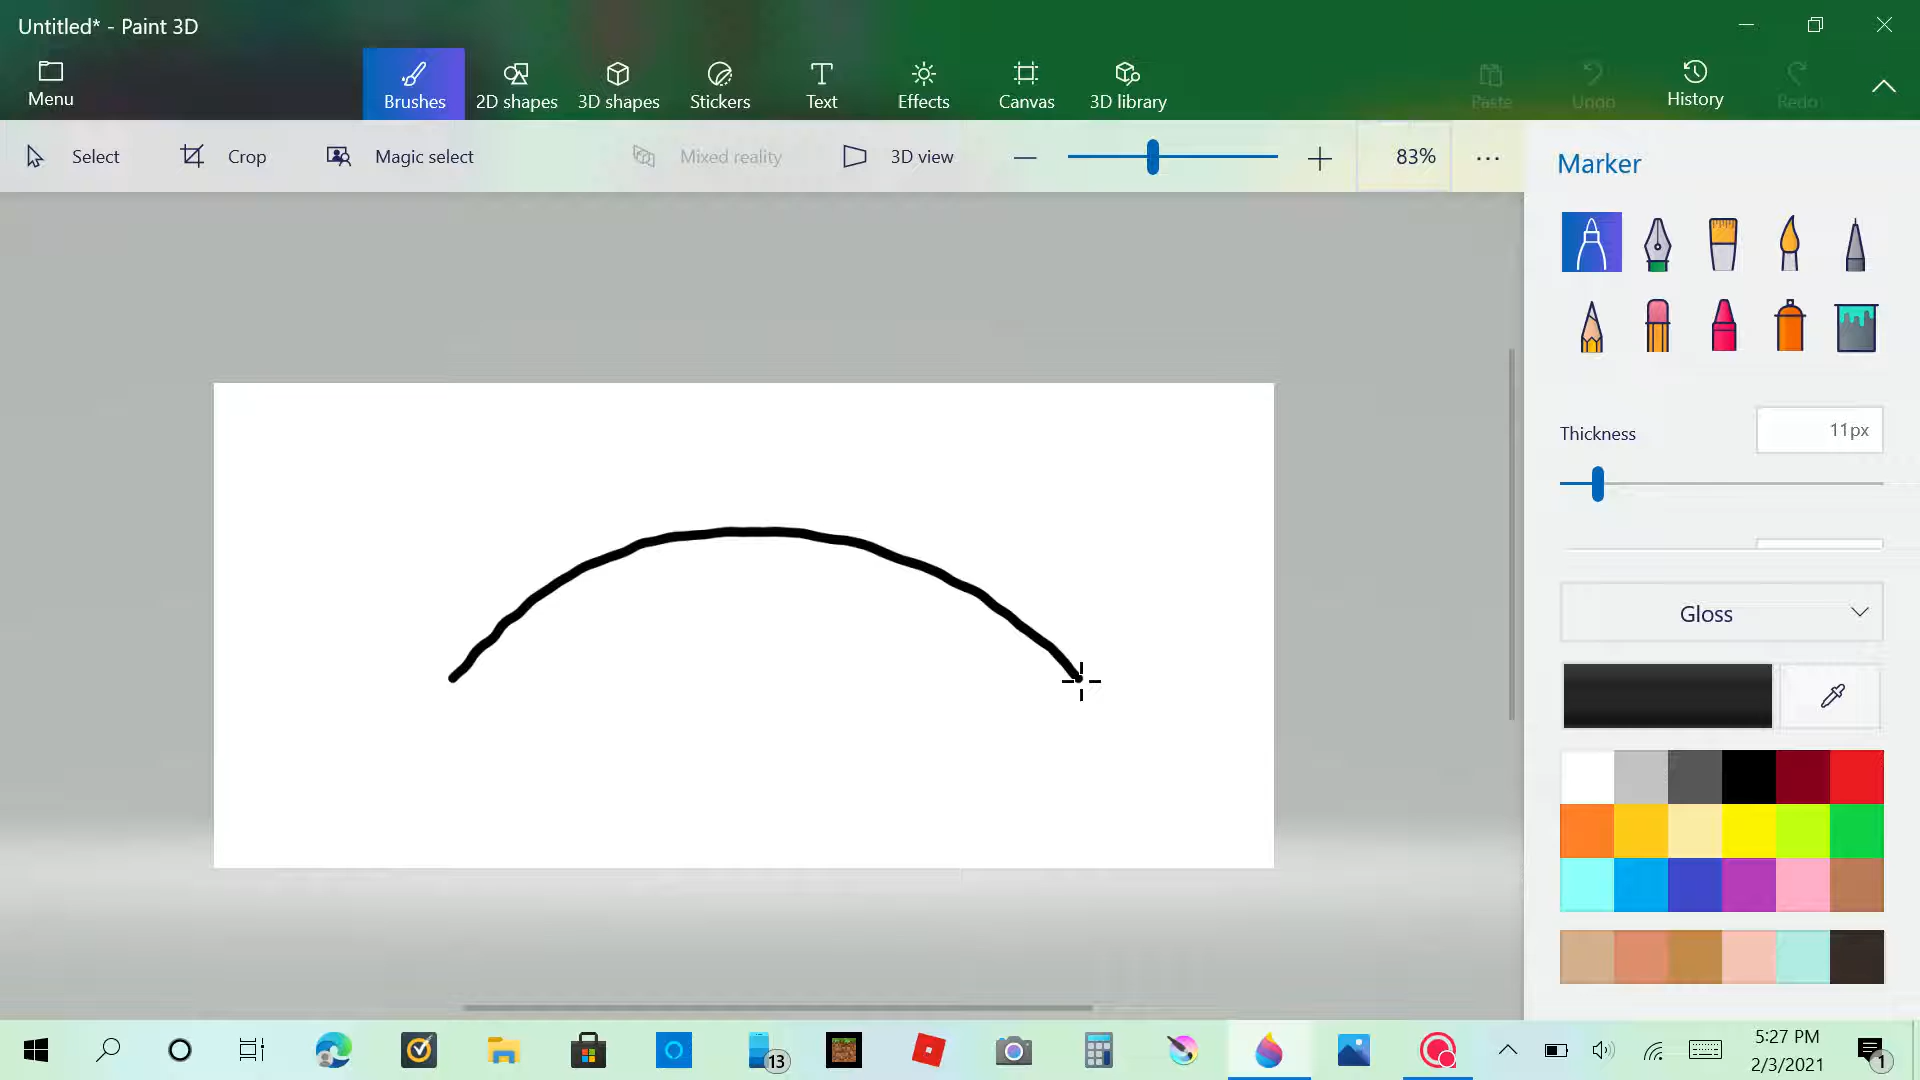 Untitled* - Paint 3D
Menu
Brushes
2D shapes
3D shapes
Stickers
Text
Effects
Canvas
3D library
Paste
Undo
History
Redo
Select
Crop
Magic select
Mixed reality
3D view
83%
Marker
Thickness
11px
Gloss
13
5:27 PM
2/3/2021
1